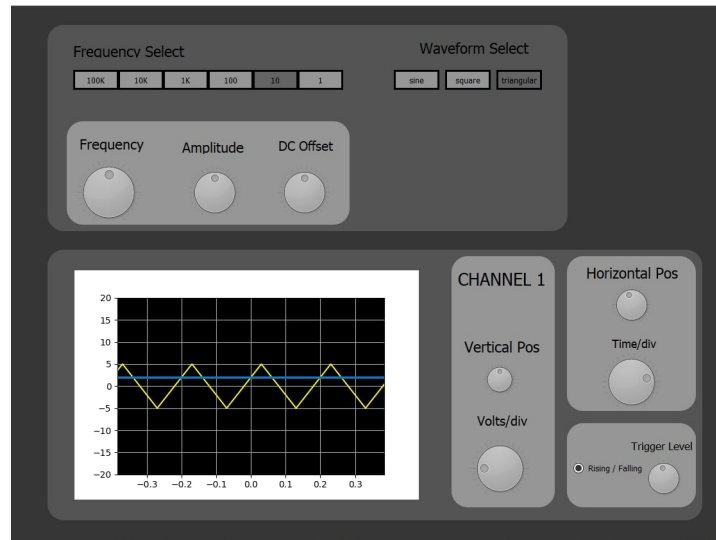 Frequency Select
Waveform Select
100K 10K 1K 100 10 1
sine square triangular
Frequency
Amplitude
DC Offset
CHANNEL 1
Vertical Pos
Volts/div
Horizontal Pos
Time/div
Trigger Level
Rising / Falling
20
15
10
5
0
−5
−10
−15
−20
−0.3 −0.2 −0.1 0.0 0.1 0.2 0.3